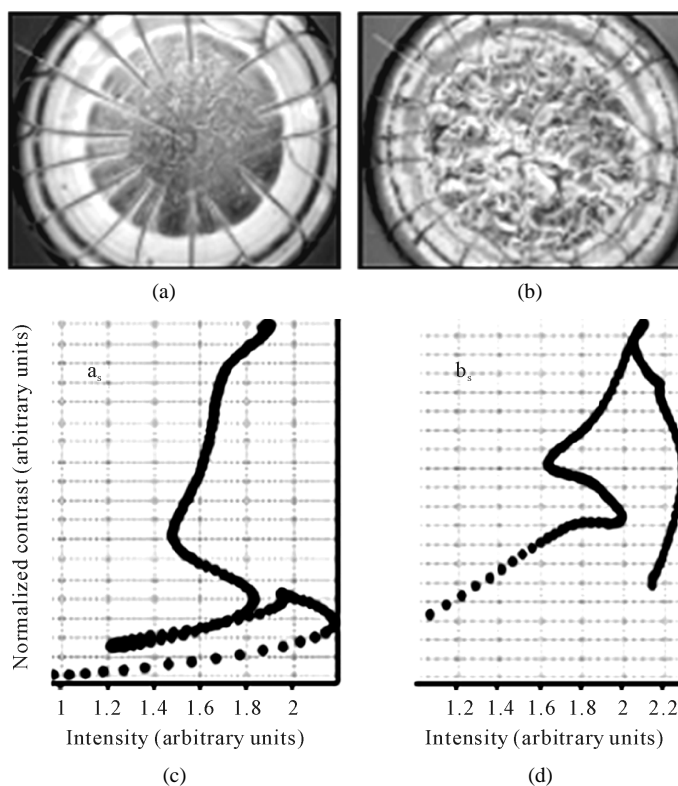 (a) (b)
Normalized contrast (arbitrary units)
a_s
b_s
1 1.2 1.4 1.6 1.8 2
1.2 1.4 1.6 1.8 2 2.2
Intensity (arbitrary units)
Intensity (arbitrary units)
(c) (d)